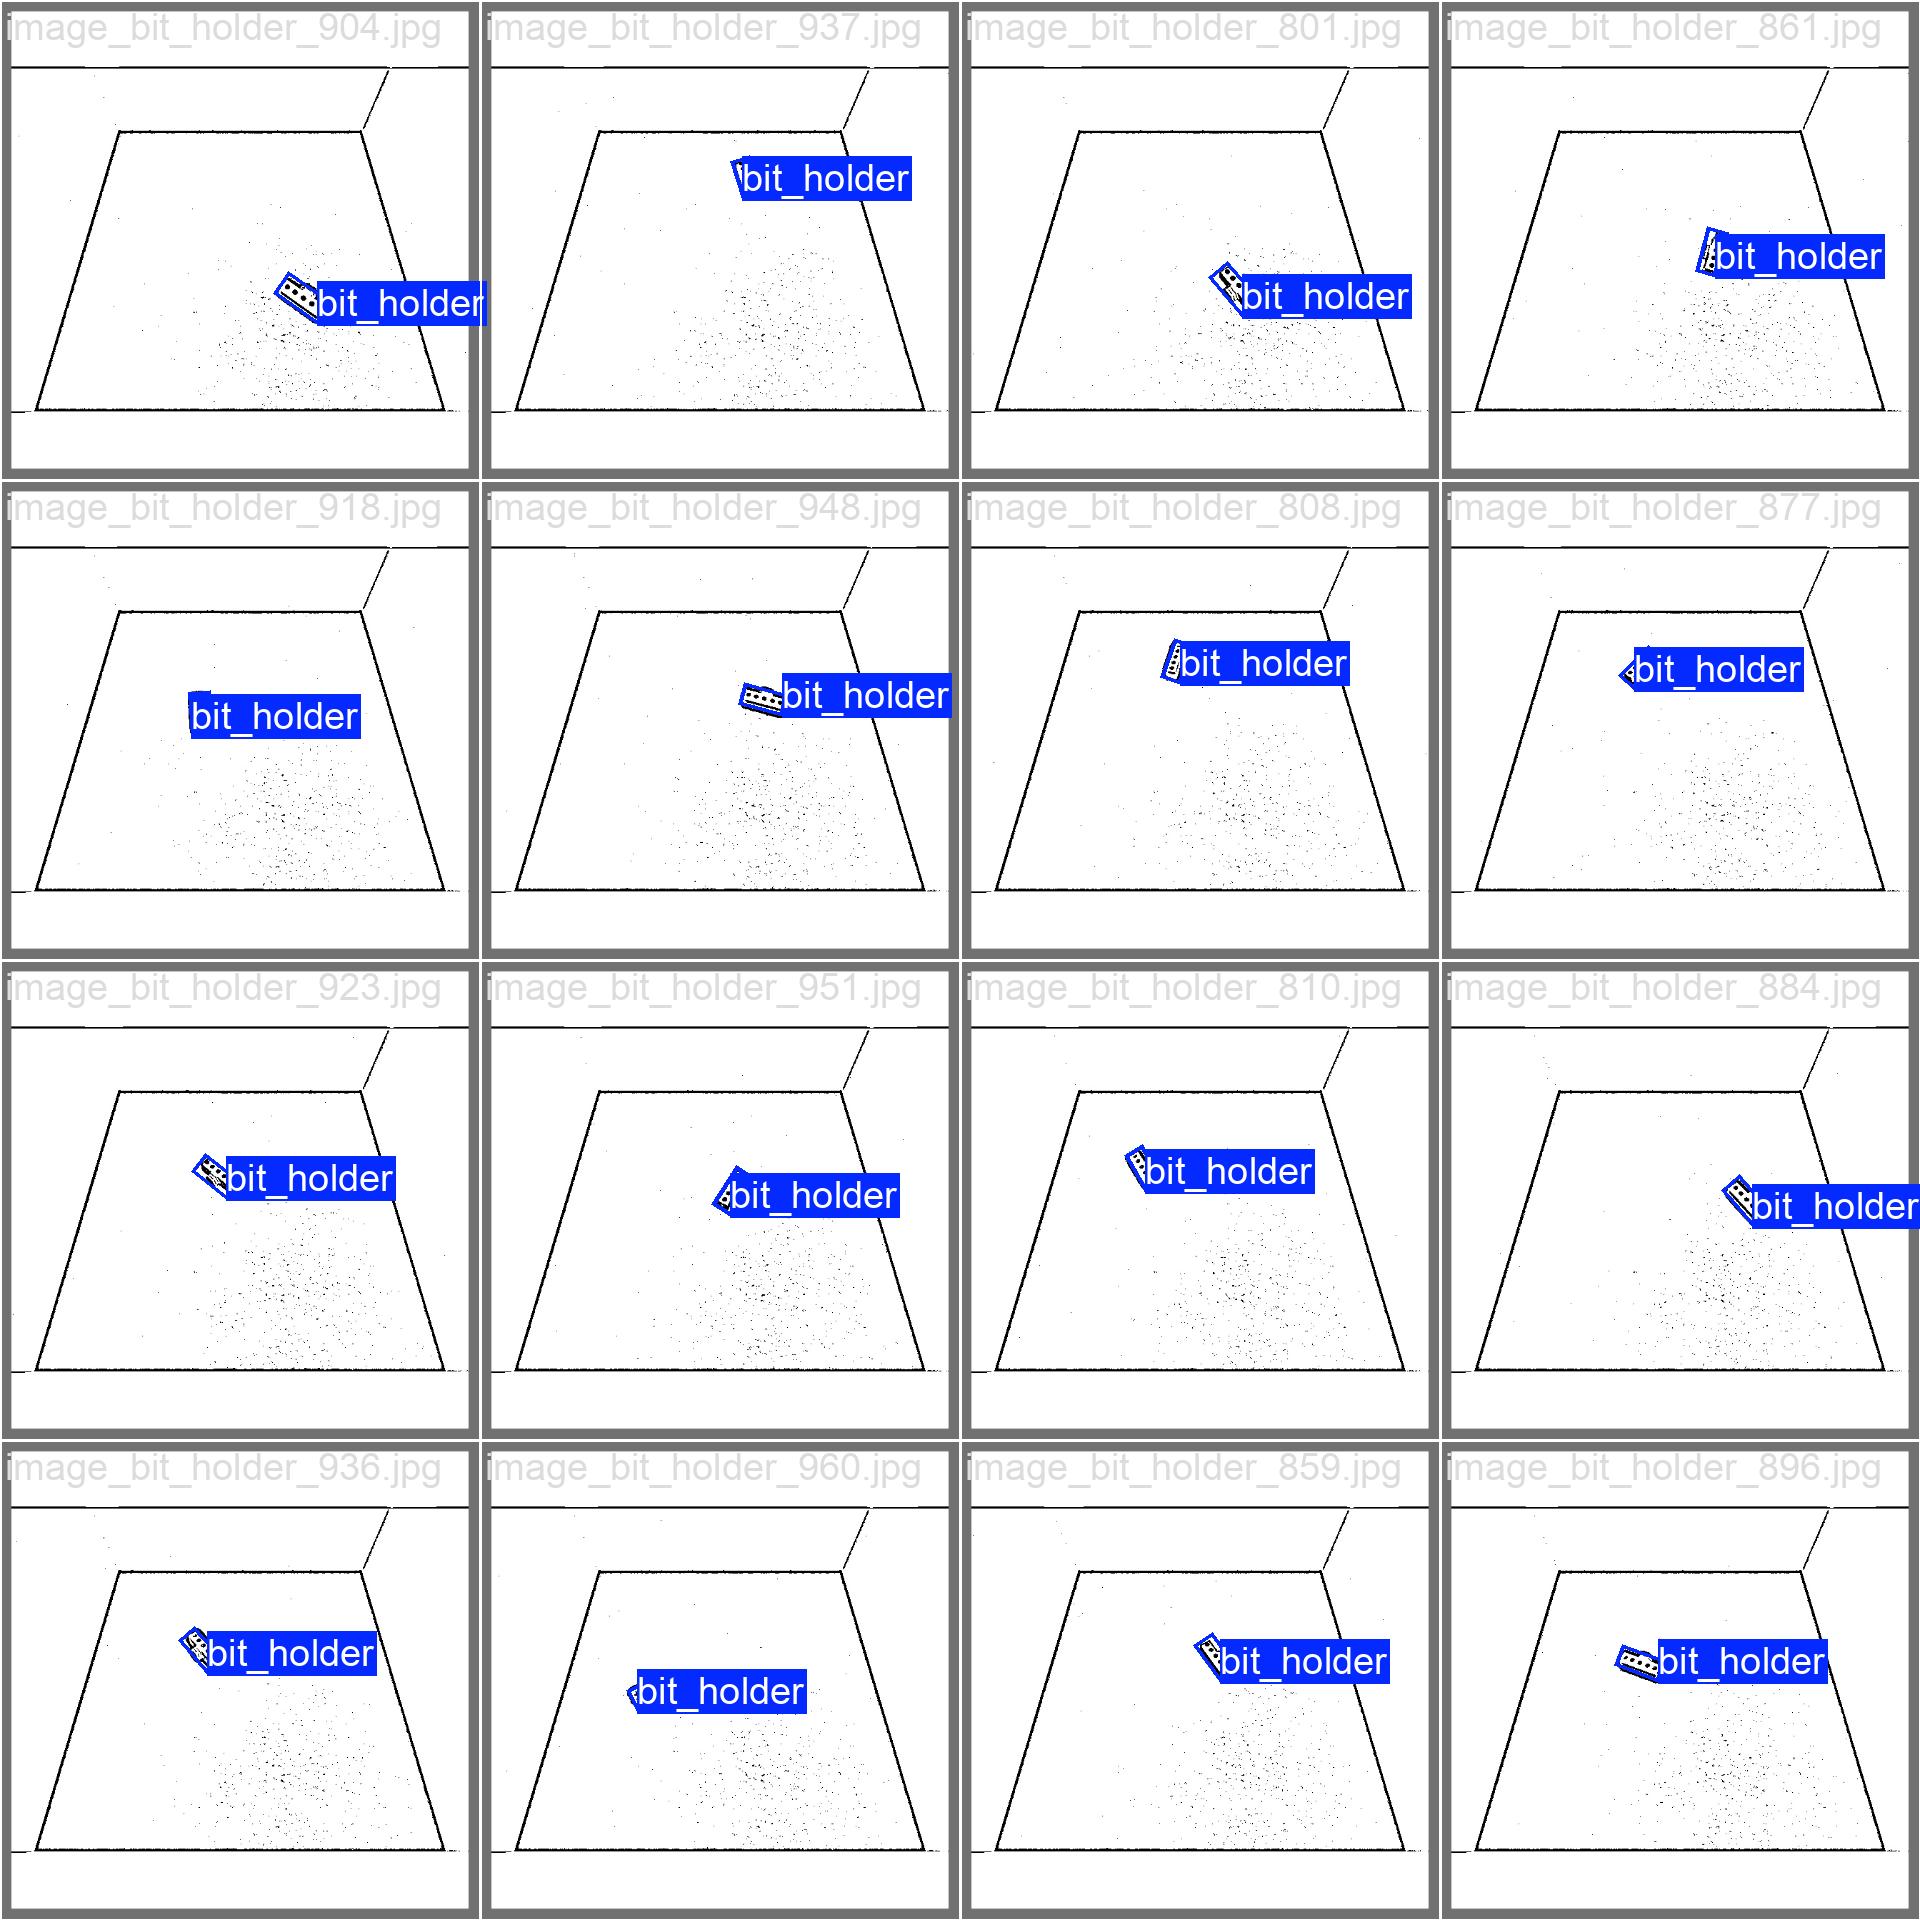 image_bit_holder_904.jpg
bit_holder
image_bit_holder_937.jpg
bit_holder
image_bit_holder_801.jpg
bit_holder
image_bit_holder_861.jpg
bit_holder
image_bit_holder_918.jpg
bit_holder
image_bit_holder_948.jpg
bit_holder
image_bit_holder_808.jpg
bit_holder
image_bit_holder_877.jpg
bit_holder
image_bit_holder_923.jpg
bit_holder
image_bit_holder_951.jpg
bit_holder
image_bit_holder_810.jpg
bit_holder
image_bit_holder_884.jpg
bit_holder
image_bit_holder_936.jpg
bit_holder
image_bit_holder_960.jpg
bit_holder
image_bit_holder_859.jpg
bit_holder
image_bit_holder_896.jpg
bit_holder